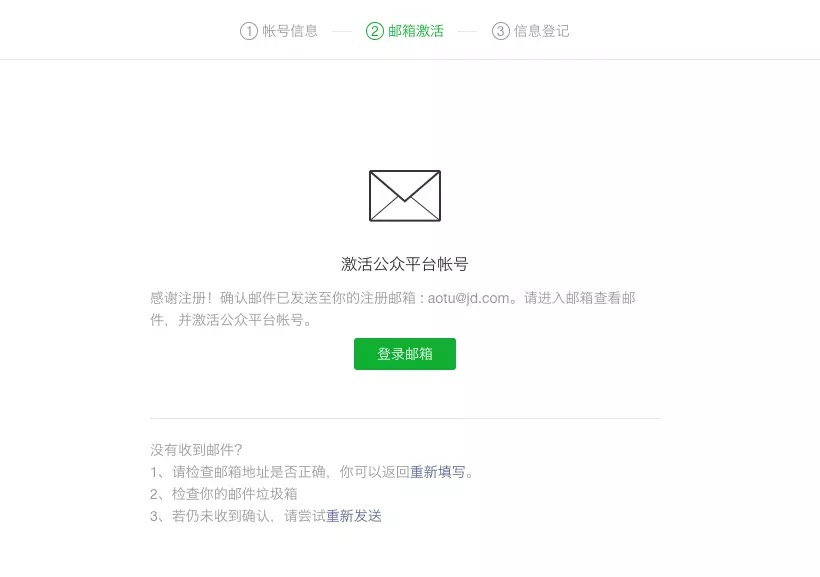 ① 帐号信息 ② 邮箱激活 ③ 信息登记
激活公众平台帐号
感谢注册！确认邮件已发送至你的注册邮箱 : aotu@jd.com。请进入邮箱查看邮
件，并激活公众平台帐号。
登录邮箱
没有收到邮件？
1、请检查邮箱地址是否正确，你可以返回重新填写。
2、检查你的邮件垃圾箱
3、若仍未收到确认，请尝试重新发送